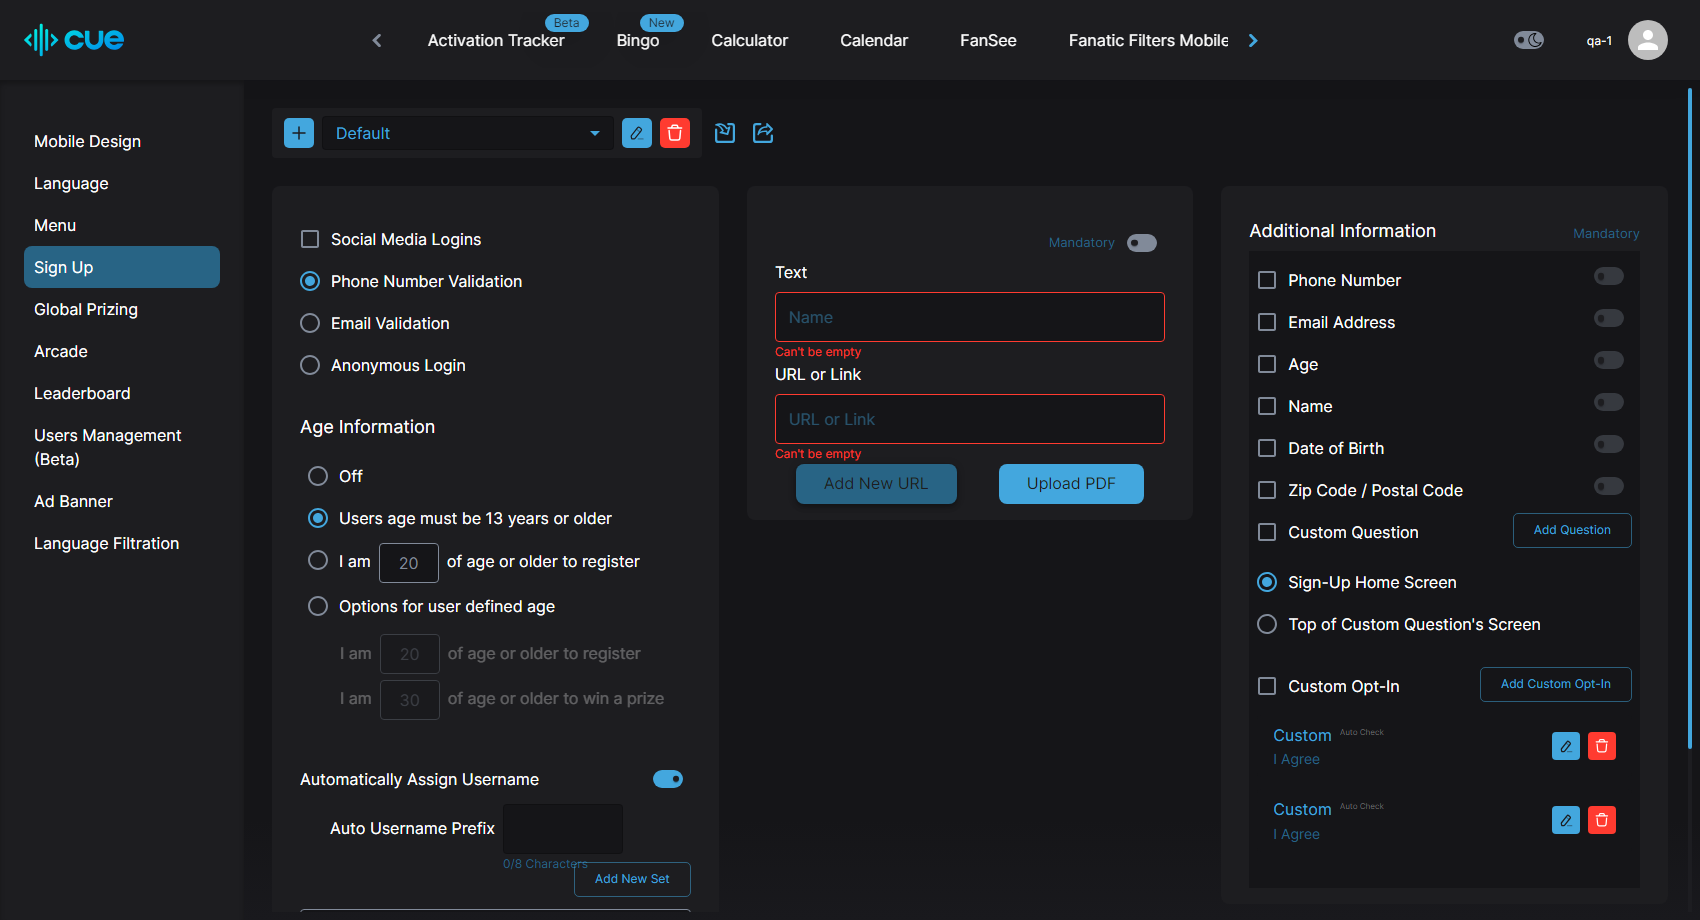 cue
Activation Tracker
Beta
Bingo
New
Calculator
Calendar
FanSee
Fanatic Filters Mobile
qa-1
Mobile Design
Language
Menu
Sign Up
Global Prizing
Arcade
Leaderboard
Users Management
(Beta)
Ad Banner
Language Filtration
Default
Social Media Logins
Phone Number Validation
Email Validation
Anonymous Login
Age Information
Off
Users age must be 13 years or older
I am 20 of age or older to register
Options for user defined age
I am 20 of age or older to register
I am 30 of age or older to win a prize
Automatically Assign Username
Auto Username Prefix
0/8 Characters
Add New Set
Mandatory
Text
Name
Can't be empty
URL or Link
URL or Link
Can't be empty
Add New URL
Upload PDF
Additional Information
Mandatory
Phone Number
Email Address
Age
Name
Date of Birth
Zip Code / Postal Code
Custom Question
Add Question
Sign-Up Home Screen
Top of Custom Question's Screen
Custom Opt-In
Add Custom Opt-In
Custom Auto Check
I Agree
Custom Auto Check
I Agree